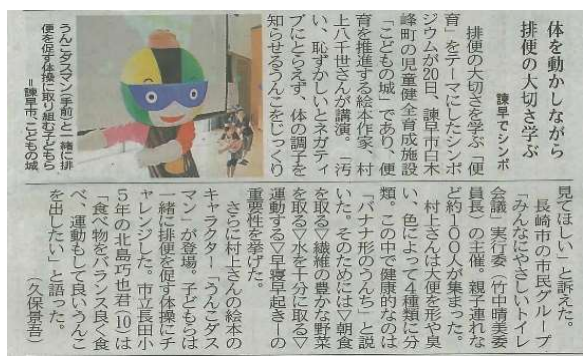 体を動かしながら
排便の大切さ学ぶ
諫早でシンポ
排便の大切さを学ぶ「便
育」をテーマにしたシンポ
ジウムが20日、諫早市白木
峰町の児童健全育成施設
「こどもの城」であり、便
育を推進する絵本作家、村
上八千世さんが講演。「汚
い、恥ずかしいとネガティ
ブにとらえず、体の調子を
知らせるうんこをじっくり
うんこダスマン(手前)と一緒に排
便を促す体操に取り組む子どもら
=諫早市、こどもの城
見てほしい」と訴えた。
長崎市の市民グループ
「みんなにやさしいトイレ
会議」実行委(竹中晴美委
員長)の主催。親子連れな
ど約100人が集まった。
村上さんは大便を形や臭
い、色によって4種類に分
類。この中で健康的なのは
「バナナ形のうんち」と説
いた。そのためには▽朝食
を取る▽繊維の豊かな野菜
を取る▽水を十分に取る▽
運動する▽早寝早起き―の
重要性を挙げた。
さらに村上さんの絵本の
キャラクター「うんこダス
マン」が登場。子どもらは
一緒に排便を促す体操にチ
ャレンジした。市立長田小
5年の北島巧也君(10)は
「食べ物をバランス良く食
べ、運動もして良いうんこ
を出したい」と語った。
(久保景吾)